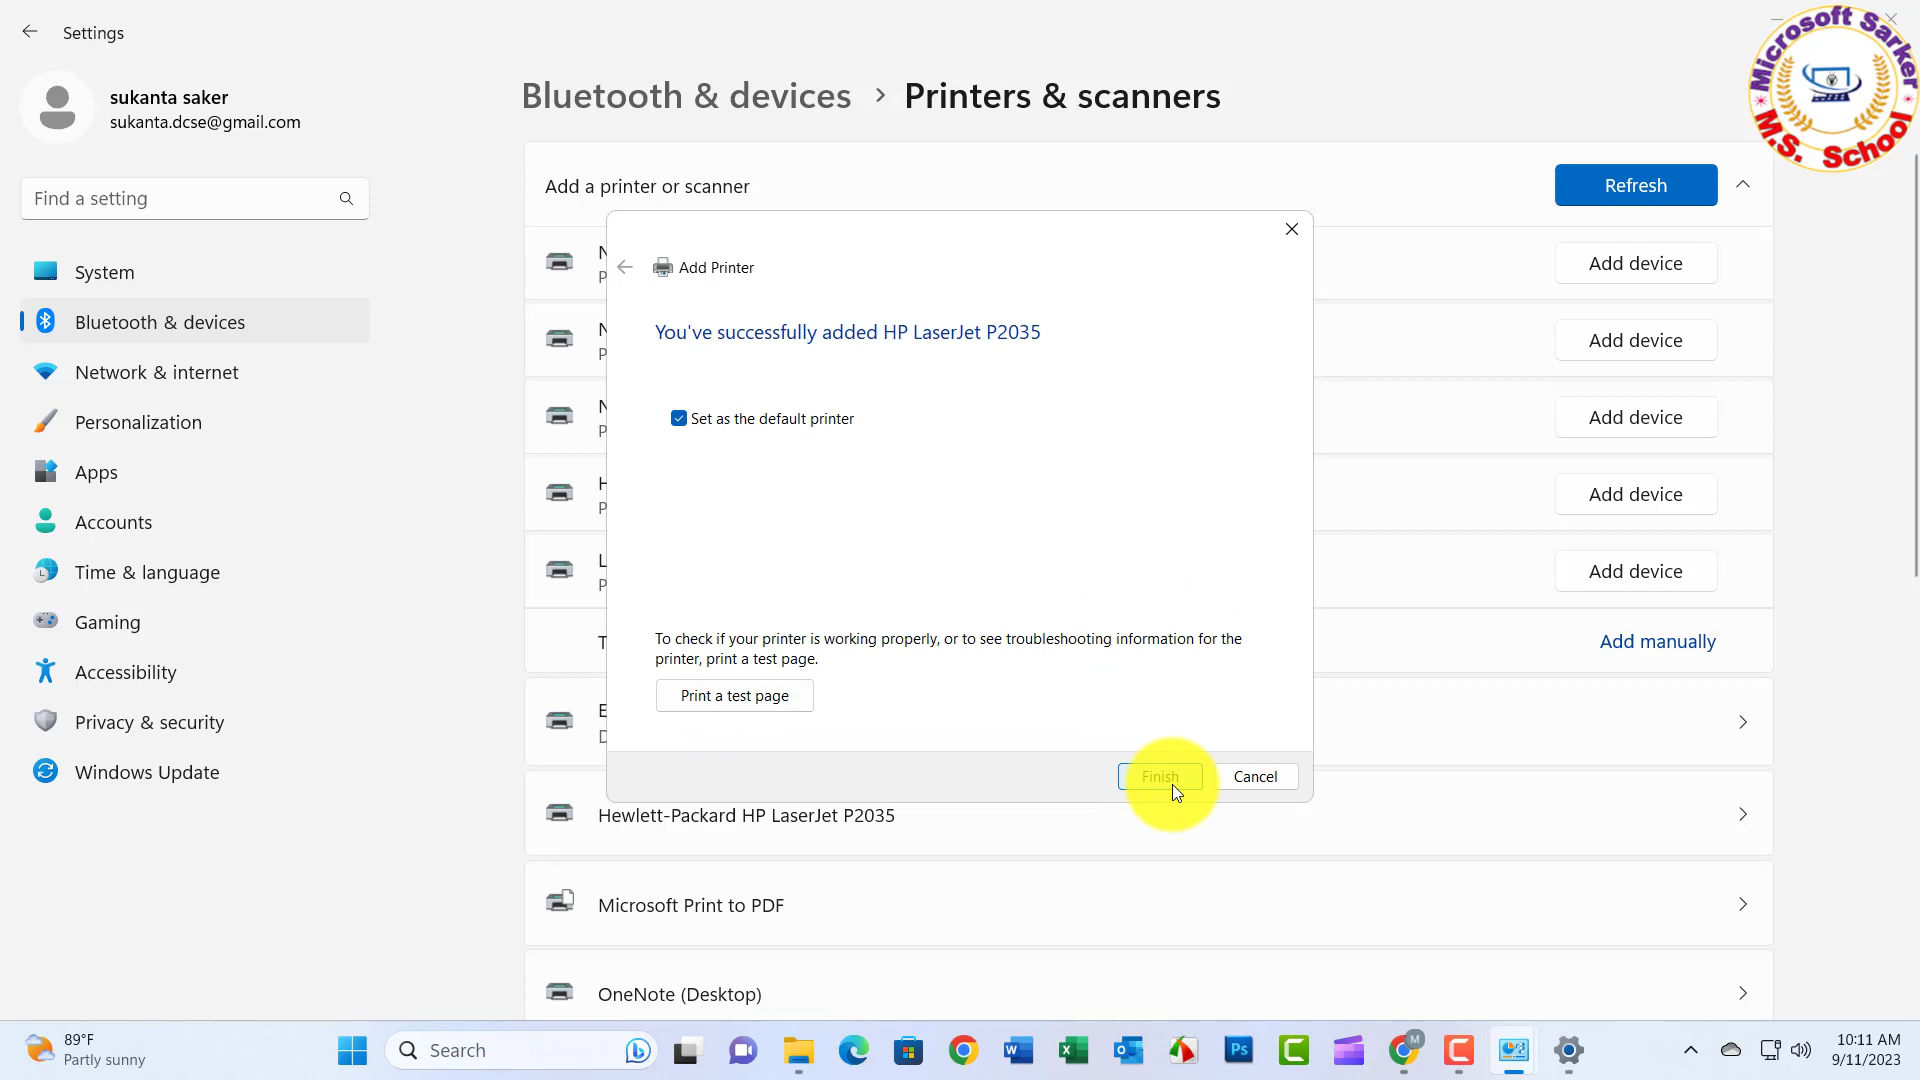 Settings
Microsoft Sarker
M.S. School
sukanta saker
sukanta.dcse@gmail.com
Find a setting
System
Bluetooth & devices
Network & internet
Personalization
Apps
Accounts
Time & language
Gaming
Accessibility
Privacy & security
Windows Update
Bluetooth & devices > Printers & scanners
Add a printer or scanner
Refresh
N
P
Add device
N
P
Add device
N
P
Add device
H
P
Add device
L
P
Add device
T
Add manually
E
D
Add Printer
You've successfully added HP LaserJet P2035
Set as the default printer
To check if your printer is working properly, or to see troubleshooting information for the
printer, print a test page.
Print a test page
Finish
Cancel
Hewlett-Packard HP LaserJet P2035
Microsoft Print to PDF
OneNote (Desktop)
89°F
Partly sunny
Search
Ps
M
10:11 AM
9/11/2023